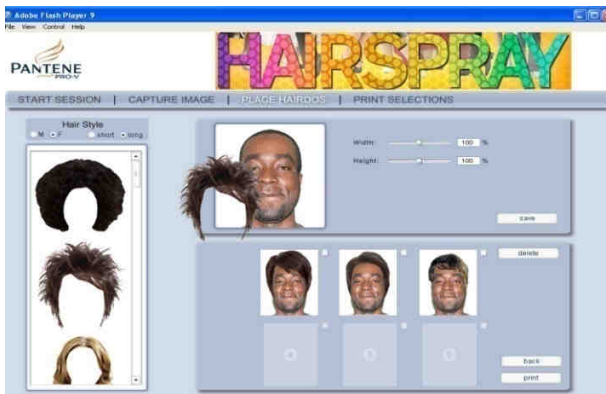 Adobe Flash Player 9
File View Control Help
PANTENE
PRO-V
HAIRSPRAY
START SESSION | CAPTURE IMAGE | PLACE HAIRDOS | PRINT SELECTIONS
Hair Style
M F short long
Width: 100 %
Height: 100 %
save
delete
back
print